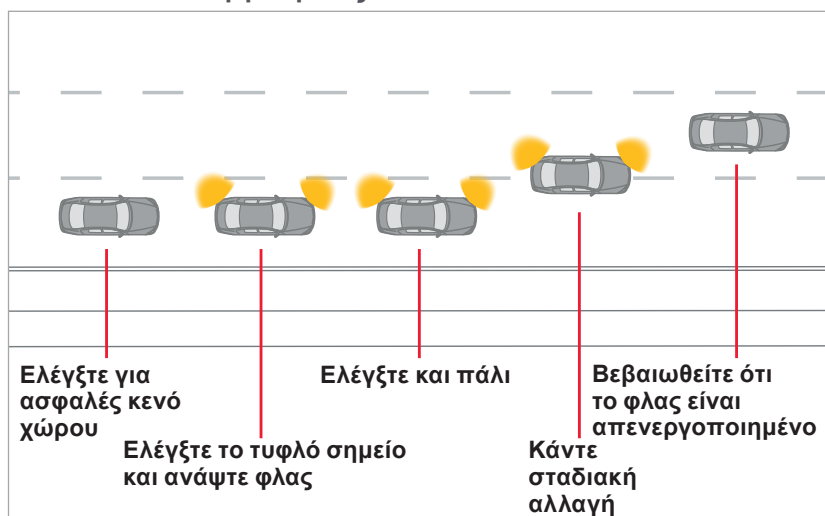 Ελέγξτε για
ασφαλές κενό
χώρου
Ελέγξτε το τυφλό σημείο
και ανάψτε φλας
Ελέγξτε και πάλι
Κάντε
σταδιακή
αλλαγή
Βεβαιωθείτε ότι
το φλας είναι
απενεργοποιημένο